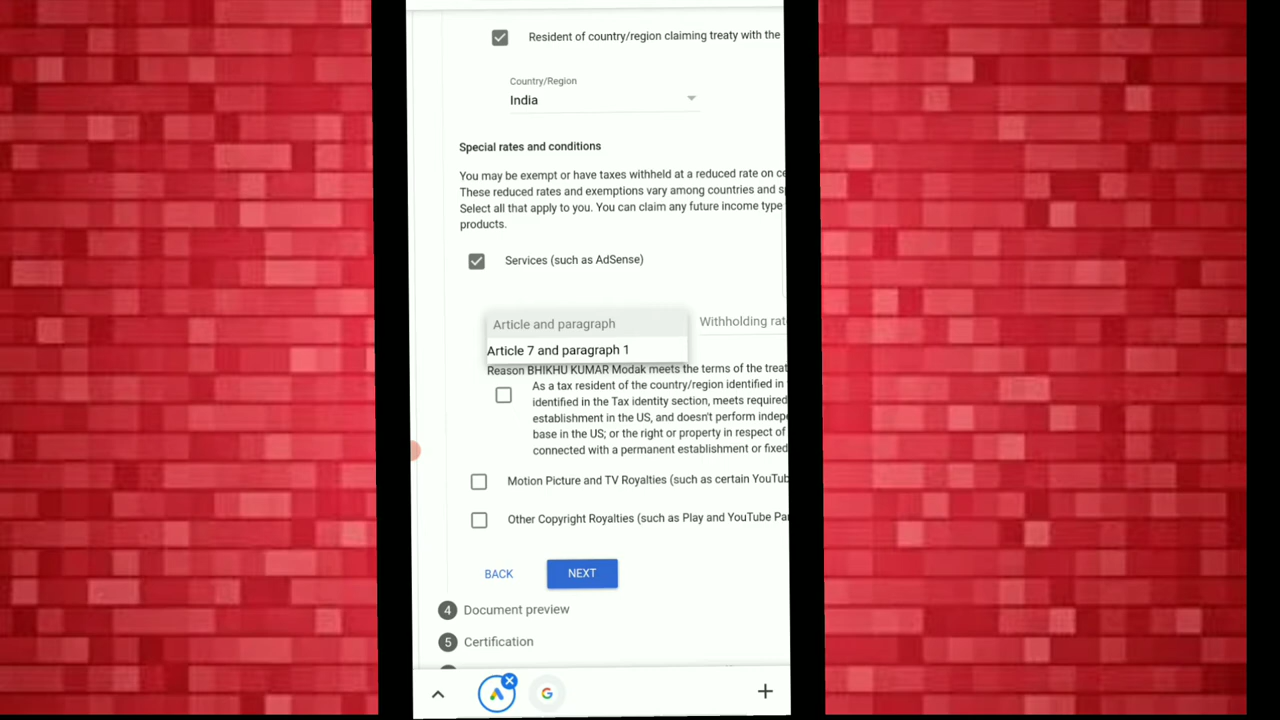 Resident of country/region claiming treaty with the
Country/Region
India
Special rates and conditions
You may be exempt or have taxes withheld at a reduced rate on ce
These reduced rates and exemptions vary among countries and s
Select all that apply to you. You can claim any future income type
products.
Services (such as AdSense)
Article and paragraph
Withholding rat
Article 7 and paragraph 1
Reason BHIKHU KUMAR Modak meets the terms of the treat
As a tax resident of the country/region identified in
identified in the Tax identity section, meets required
establishment in the US, and doesn't perform indep
base in the US; or the right or property in respect of
connected with a permanent establishment or fixed
Motion Picture and TV Royalties (such as certain YouTub
Other Copyright Royalties (such as Play and YouTube Pa
BACK
NEXT
4 Document preview
5 Certification